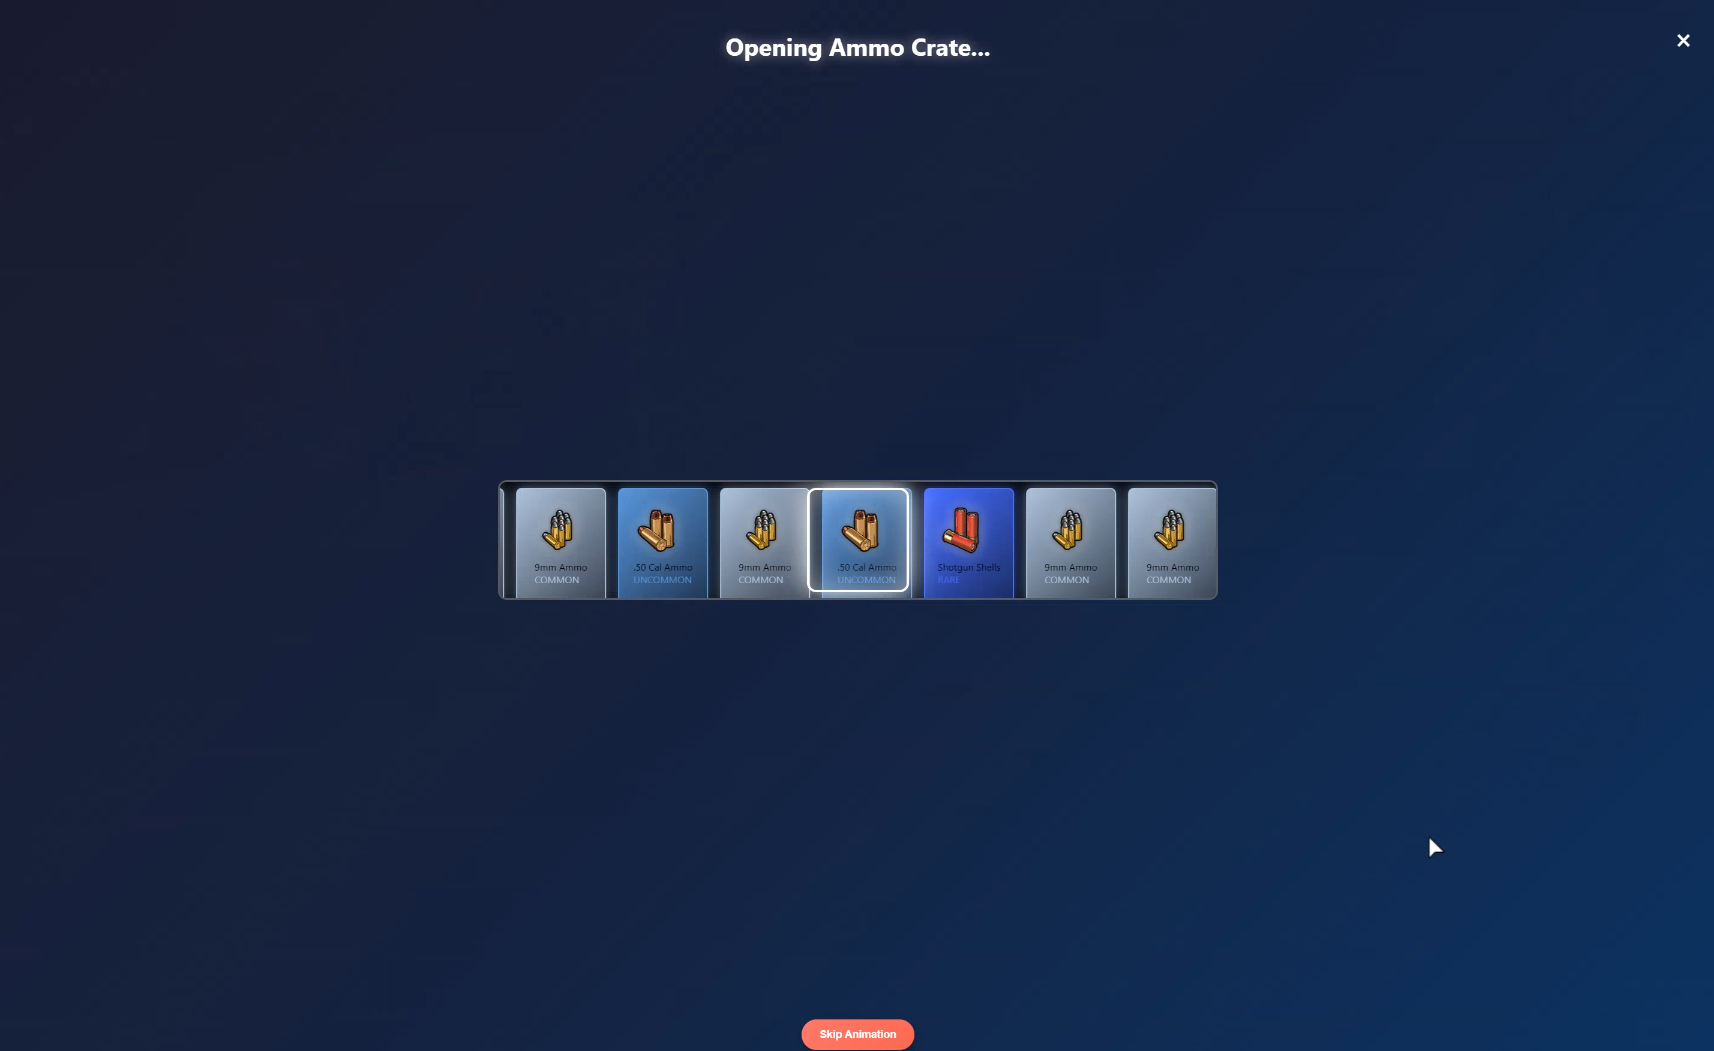 Opening Ammo Crate...
×
9mm Ammo
COMMON
.50 Cal Ammo
UNCOMMON
9mm Ammo
COMMON
.50 Cal Ammo
UNCOMMON
Shotgun Shells
RARE
9mm Ammo
COMMON
9mm Ammo
COMMON
Skip Animation